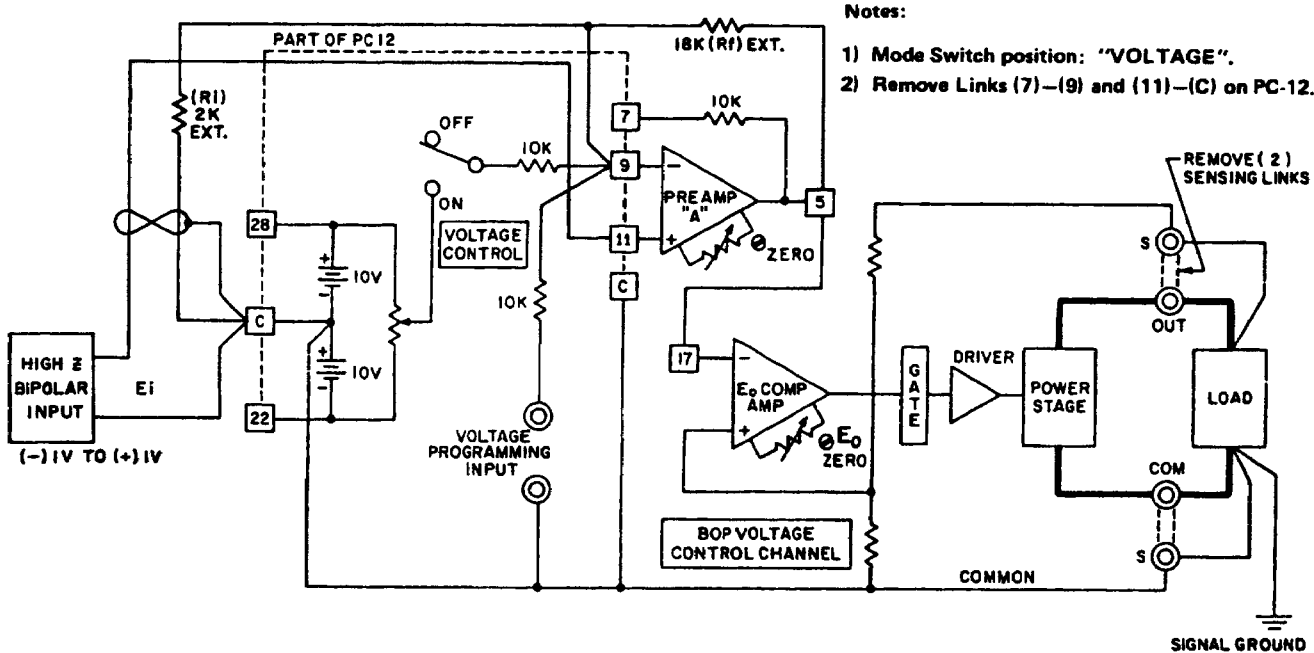 Notes:
1) Mode Switch position: "VOLTAGE".
2) Remove Links (7)—(9) and (11)—(C) on PC-12.
PART OF PC12
18K (Rf) EXT.
(Ri)
2K
EXT.
OFF
ON
10K
7
10K
9
11
C
PREAMP
"A"
ZERO
5
28
VOLTAGE
CONTROL
+
-
10V
C
+
-
10V
22
10K
HIGH Z
BIPOLAR
INPUT
Ei
(-) 1V TO (+) 1V
VOLTAGE
PROGRAMMING
INPUT
17
-
+
Eo COMP
AMP
Eo
ZERO
GATE
DRIVER
POWER
STAGE
REMOVE (2)
SENSING LINKS
S
OUT
LOAD
COM
S
BOP VOLTAGE
CONTROL CHANNEL
COMMON
SIGNAL GROUND